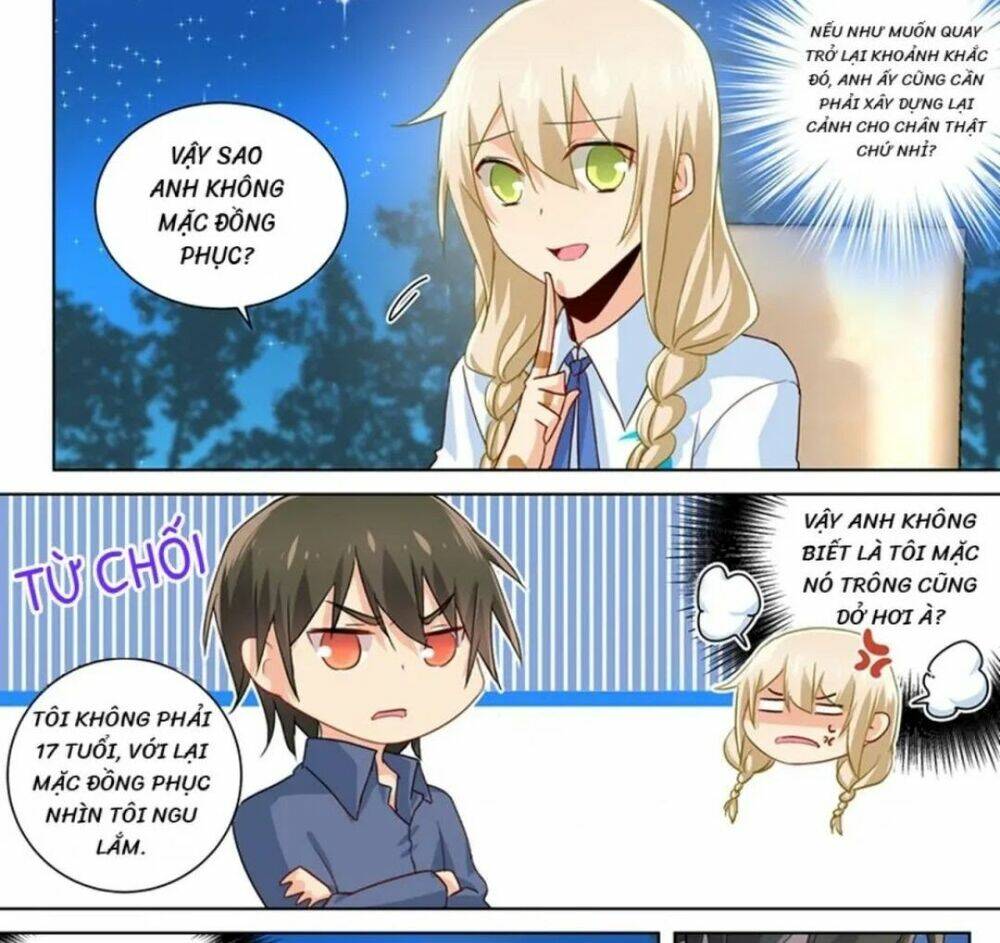 NẾU NHƯ MUỐN QUAY
TRỞ LẠI KHOẢNH KHẮC
ĐÓ, ANH ẤY CŨNG CẦN
PHẢI XÂY DỰNG LẠI
CẢNH CHO CHÂN THẬT
CHỨ NHỈ?
VẬY SAO
ANH KHÔNG
MẶC ĐỒNG
PHỤC?
TỪ CHỐI
TÔI KHÔNG PHẢI
17 TUỔI, VỚI LẠI
MẶC ĐỒNG PHỤC
NHÌN TÔI NGU
LẮM.
VẬY ANH KHÔNG
BIẾT LÀ TÔI MẶC
NÓ TRÔNG CŨNG
DỞ HƠI À?